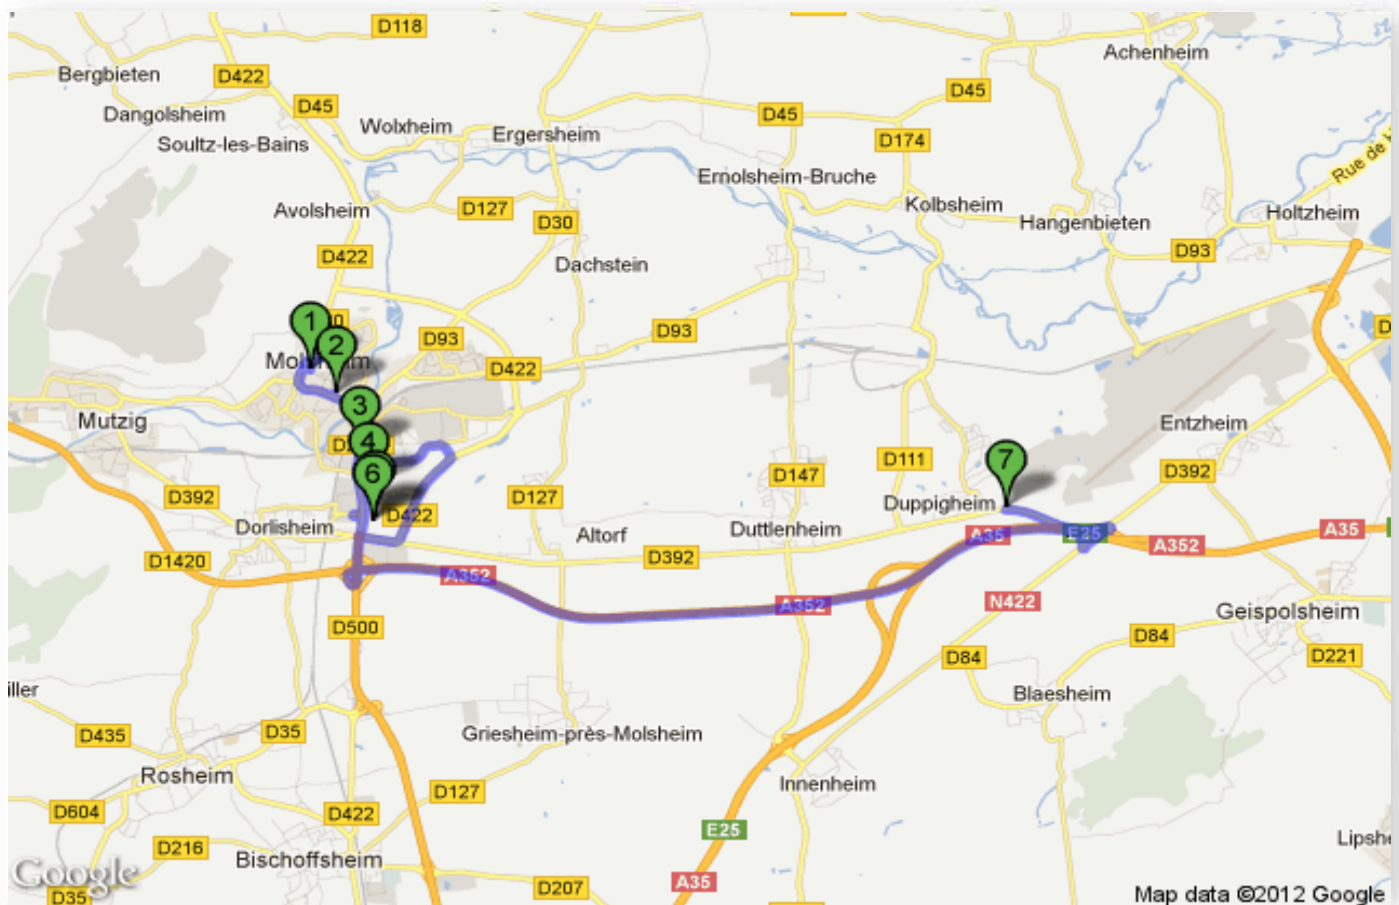 D118
Achenheim
Bergbieten
D422
D45
Dangolsheim
D45
D45
Wolxheim
Ergersheim
D174
Soultz-les-Bains
Rue de
Ernolsheim-Bruche
Kolbsheim
Avolsheim
D127
D30
Hangenbieten
Holtzheim
D422
Dachstein
D93
1
2
D93
D93
D422
3
Mutzig
Entzheim
4
7
6
D111
D392
D147
D392
D127
Duppigheim
D422
Dorlisheim
Altorf
Duttlenheim
A35
E25
A352
A35
D1420
D392
A352
A352
N422
Geispolsheim
D500
D84
D84
D221
iller
Blaesheim
D435
D35
Griesheim-près-Molsheim
Rosheim
Innenheim
D604
D422
D127
E25
D216
Bischoffsheim
Google
D35
D207
A35
Map data ©2012 Google